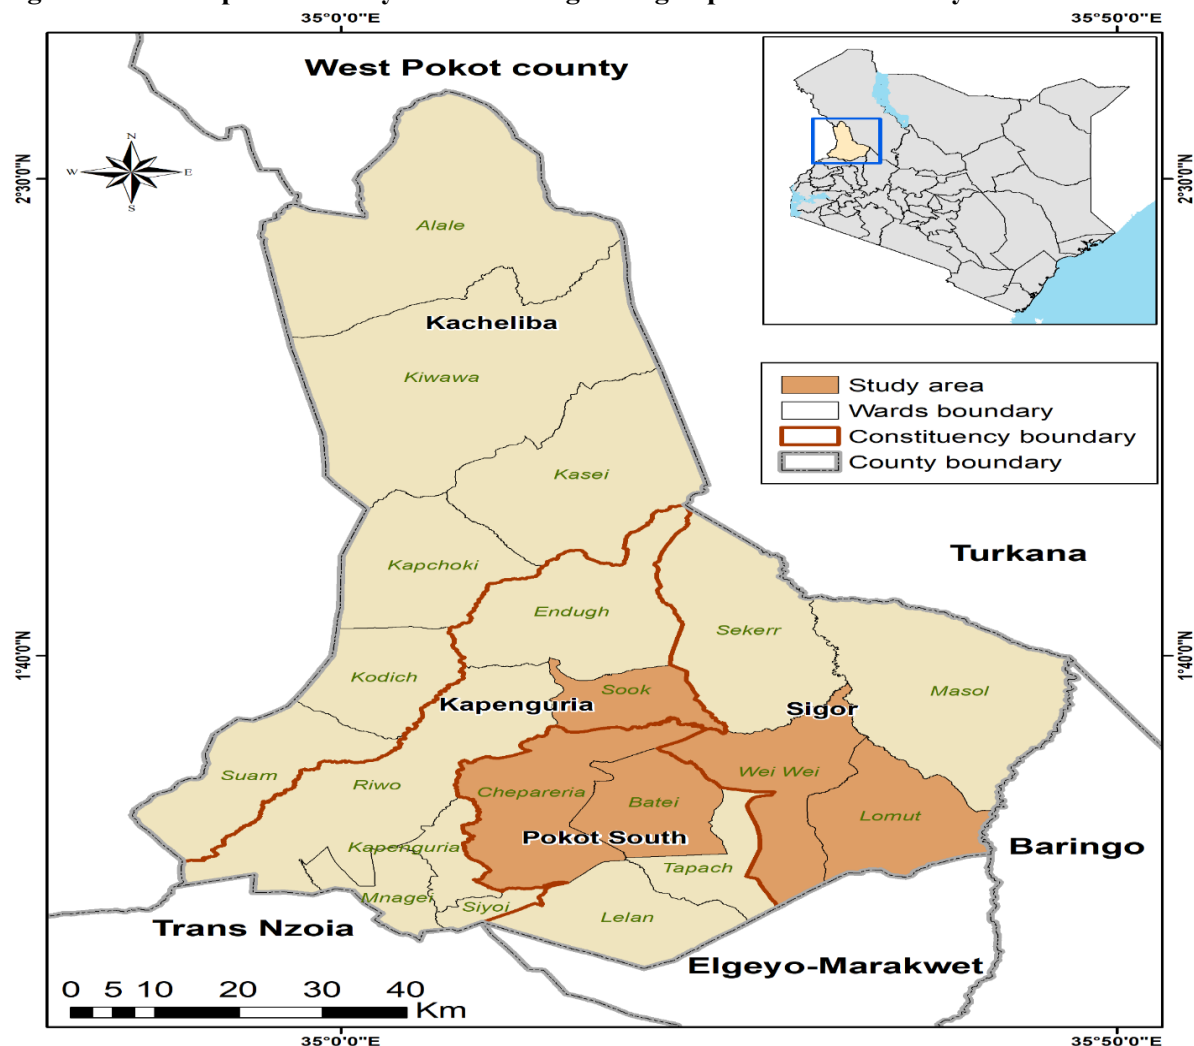 35°0'0"E
35°50'0"E
West Pokot county
N
W
E
S
2°30'0"N
2°30'0"N
Alale
Kacheliba
Kiwawa
Study area
Wards boundary
Constituency boundary
County boundary
Kasei
Turkana
Kapchoki
Endugh
Sekerr
1°40'0"N
1°40'0"N
Kodich
Sook
Masol
Kapenguria
Sigor
Suam
Riwo
Wei Wei
Chepareria
Batei
Lomut
Pokot South
Kapenguria
Baringo
Tapach
Mnagei
Siyoi
Lelan
Trans Nzoia
Elgeyo-Marakwet
0 5 10 20 30 40
Km
35°0'0"E
35°50'0"E